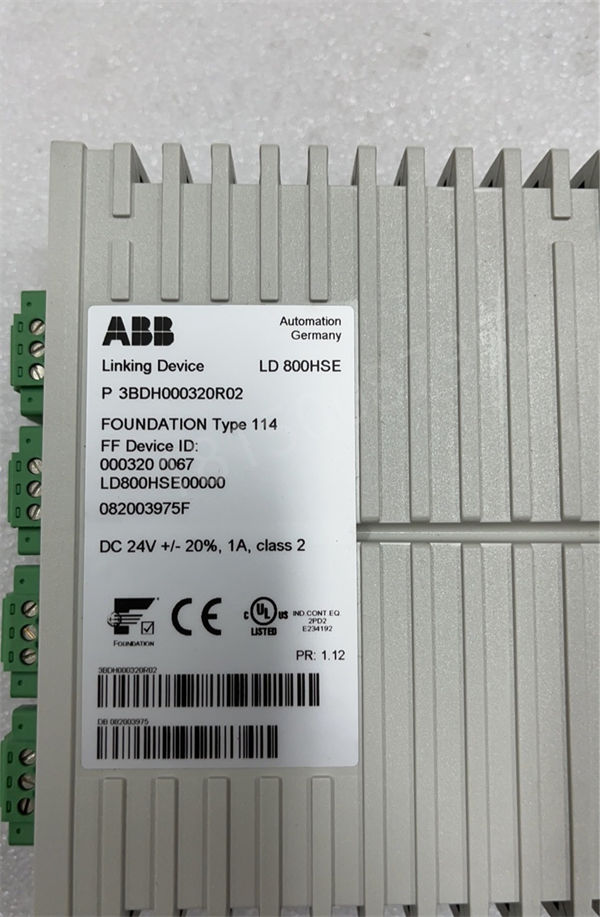 ABB
Automation
Germany
Linking Device LD 800HSE
P 3BDH000320R02
FOUNDATION Type 114
FF Device ID:
000320 0067
LD800HSE00000
082003975F
DC 24V +/- 20%, 1A, class 2
FOUNDATION
CE
C UL US
LISTED
IND.CONT.EQ.
2PD2
E234192
PR: 1.12
3BDH000320R02
DB 082003975